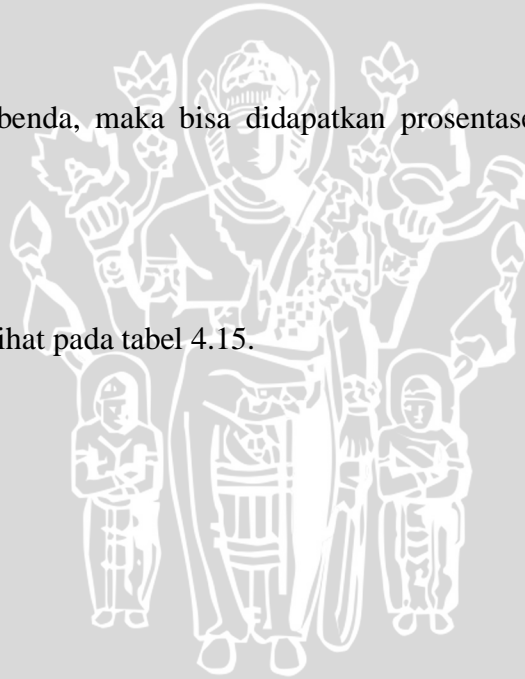 benda, maka bisa didapatkan prosentase
ihat pada tabel 4.15.